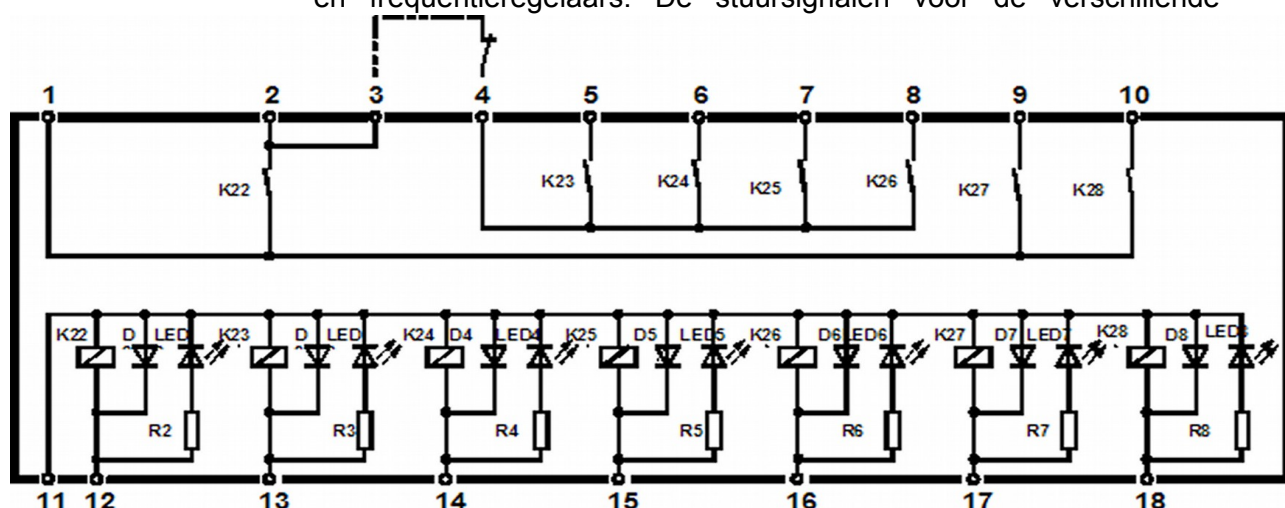 en frequentieregelaars. De stuursignalen voor de verschillende
1 2 3 4 5 6 7 8 9 10
K22 K23 K24 K25 K26 K27 K28
K22 D LED K23 D LED K24 D4 LED4 K25 D5 LED5 K26 D6 LED6 K27 D7 LED7 K28 D8 LED8
R2 R3 R4 R5 R6 R7 R8
11 12 13 14 15 16 17 18